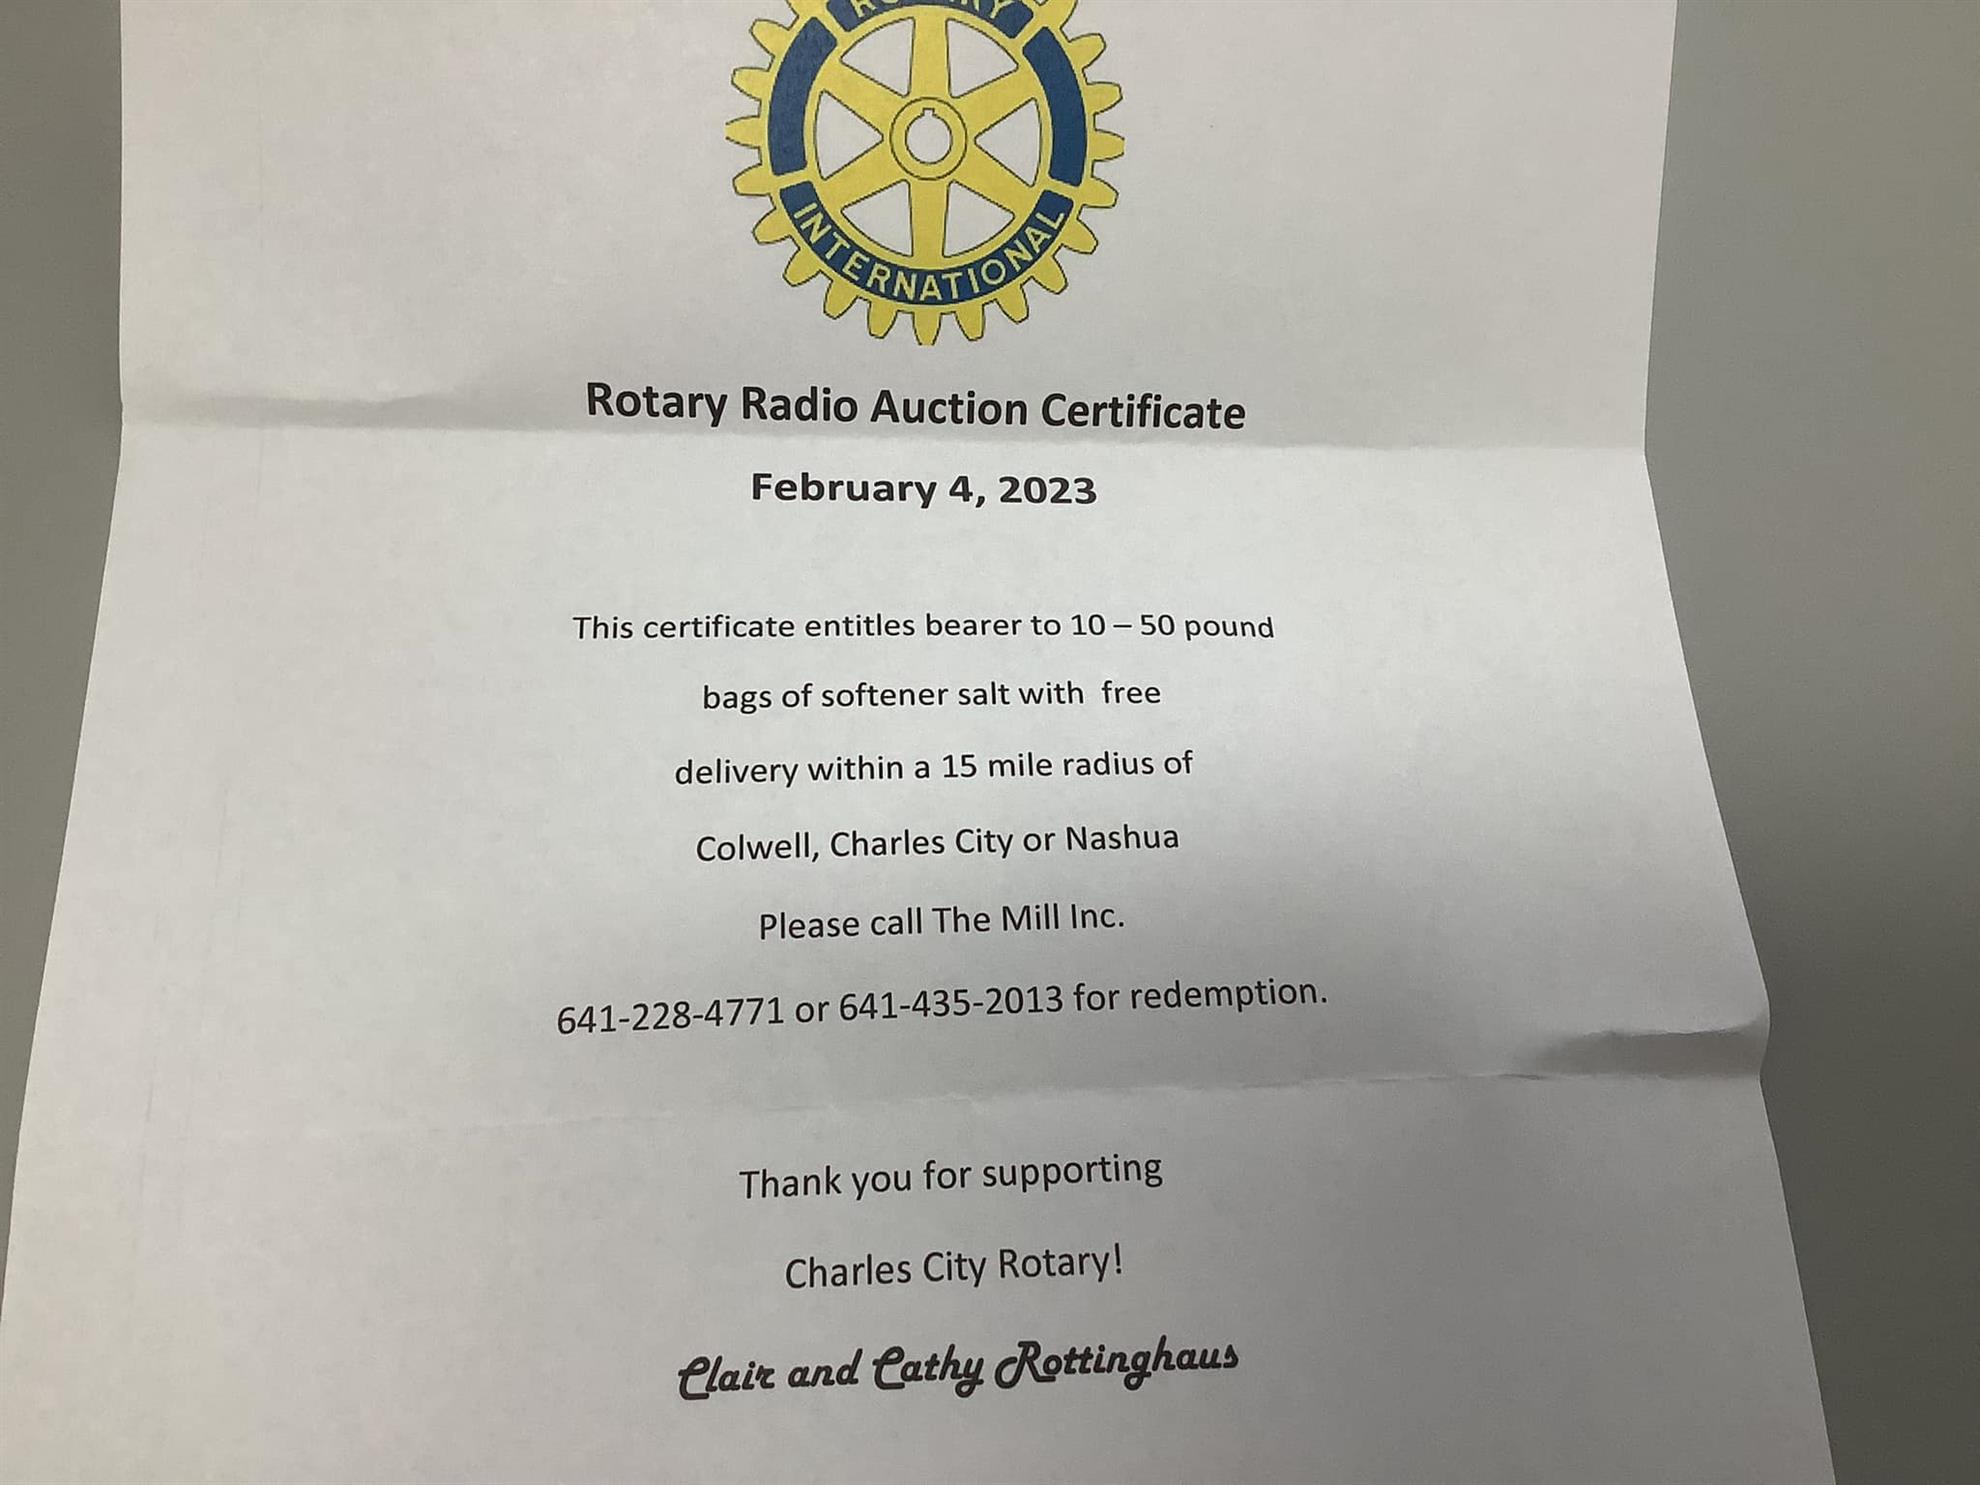 ROTARY
INTERNATIONAL
Rotary Radio Auction Certificate
February 4, 2023
This certificate entitles bearer to 10 – 50 pound
bags of softener salt with  free
delivery within a 15 mile radius of
Colwell, Charles City or Nashua
Please call The Mill Inc.
641-228-4771 or 641-435-2013 for redemption.
Thank you for supporting
Charles City Rotary!
Clair and Cathy Rottinghaus